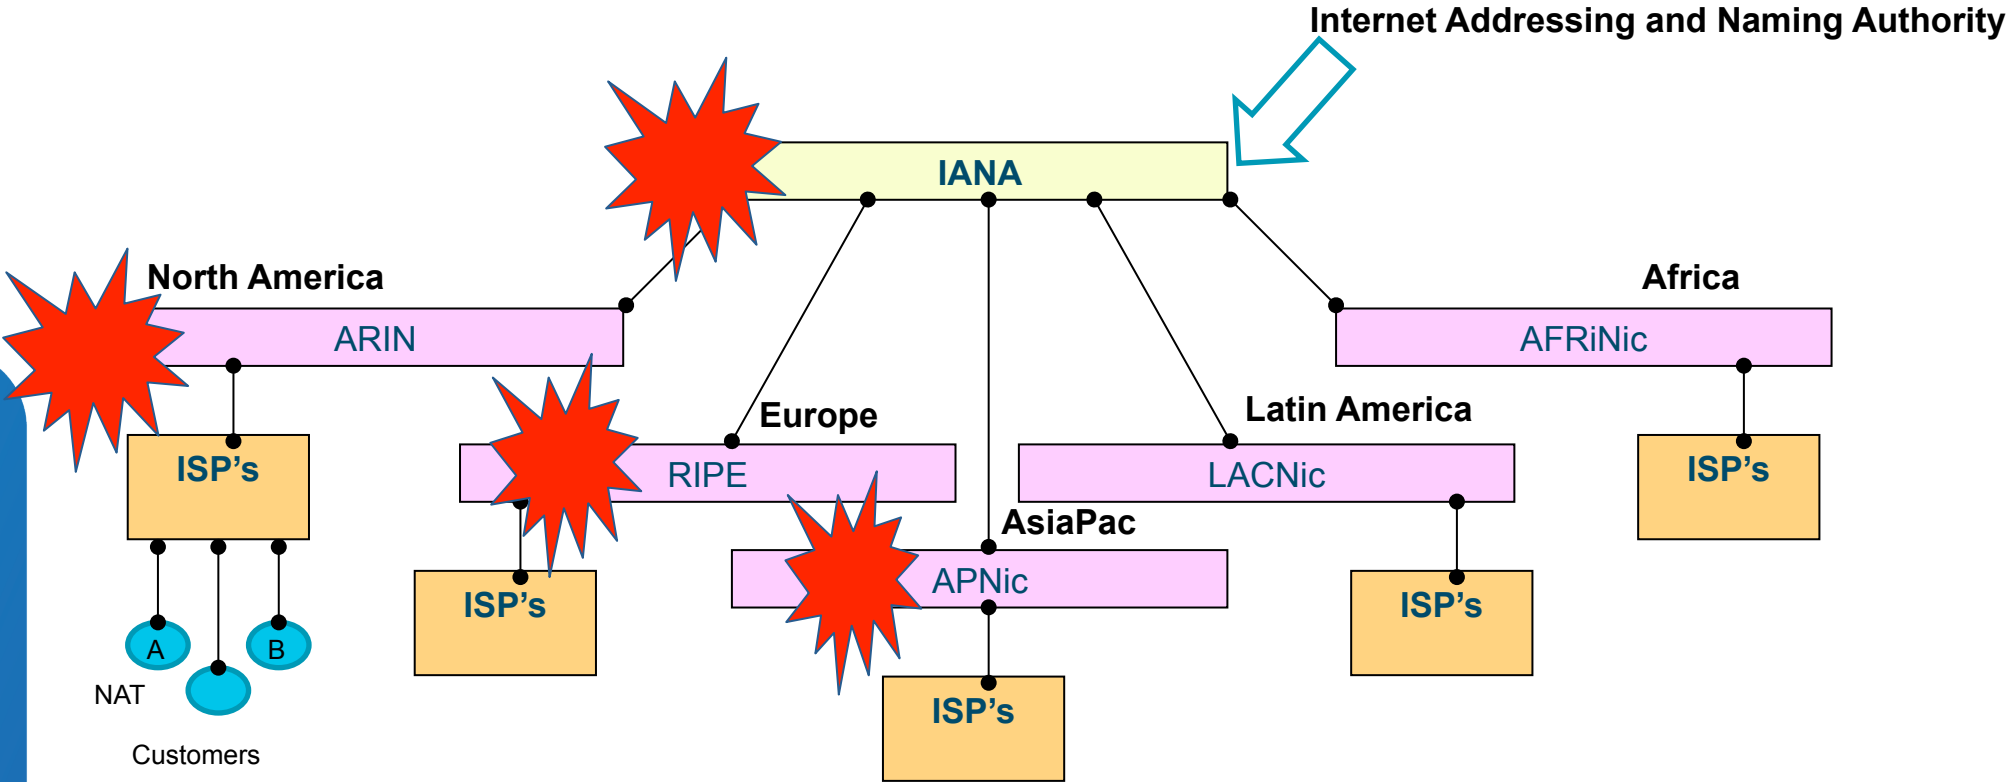 Internet Addressing and Naming Authority
IANA
North America
Africa
ARIN
AFRiNic
Europe
Latin America
ISP's
RIPE
LACNic
ISP's
AsiaPac
APNic
ISP's
ISP's
A
B
NAT
ISP's
Customers